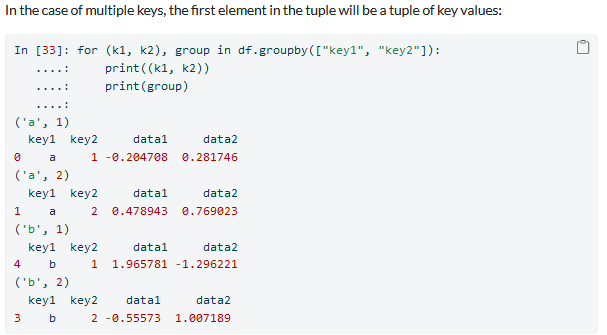 In the case of multiple keys, the first element in the tuple will be a tuple of key values:
In [33]: for (k1, k2), group in df.groupby(["key1", "key2"]):
   ....:     print((k1, k2))
   ....:     print(group)
   ....:
('a', 1)
  key1  key2     data1     data2
0    a     1 -0.204708  0.281746
('a', 2)
  key1  key2     data1     data2
1    a     2  0.478943  0.769023
('b', 1)
  key1  key2     data1     data2
4    b     1  1.965781 -1.296221
('b', 2)
  key1  key2    data1     data2
3    b     2 -0.55573  1.007189